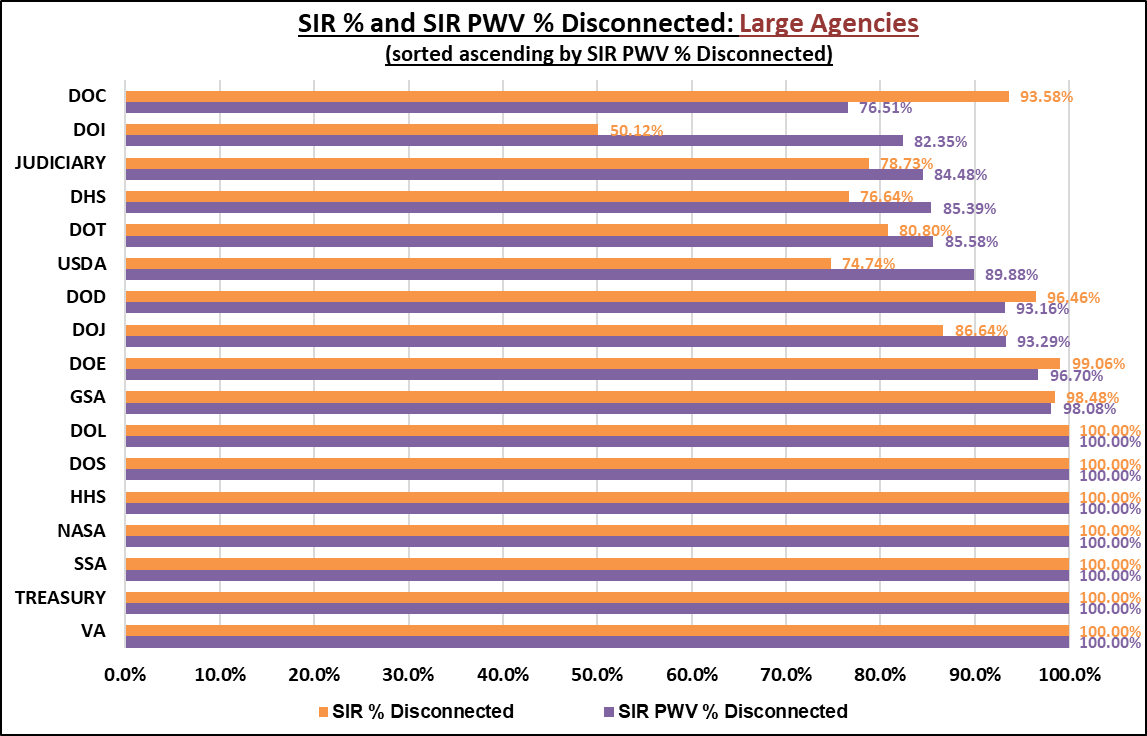 SIR % and SIR PWV % Disconnected: Large Agencies
(sorted ascending by SIR PWV % Disconnected)
DOC 93.58%
76.51%
DOI 50.12%
82.35%
JUDICIARY 78.73%
84.48%
DHS 76.64%
85.39%
DOT 80.80%
85.58%
USDA 74.74%
89.88%
DOD 96.46%
93.16%
DOJ 86.64%
93.29%
DOE 99.06%
96.70%
GSA 98.48%
98.08%
DOL 100.00%
100.00%
DOS 100.00%
100.00%
HHS 100.00%
100.00%
NASA 100.00%
100.00%
SSA 100.00%
100.00%
TREASURY 100.00%
100.00%
VA 100.00%
100.00%
0.0% 10.0% 20.0% 30.0% 40.0% 50.0% 60.0% 70.0% 80.0% 90.0% 100.0%
SIR % Disconnected SIR PWV % Disconnected